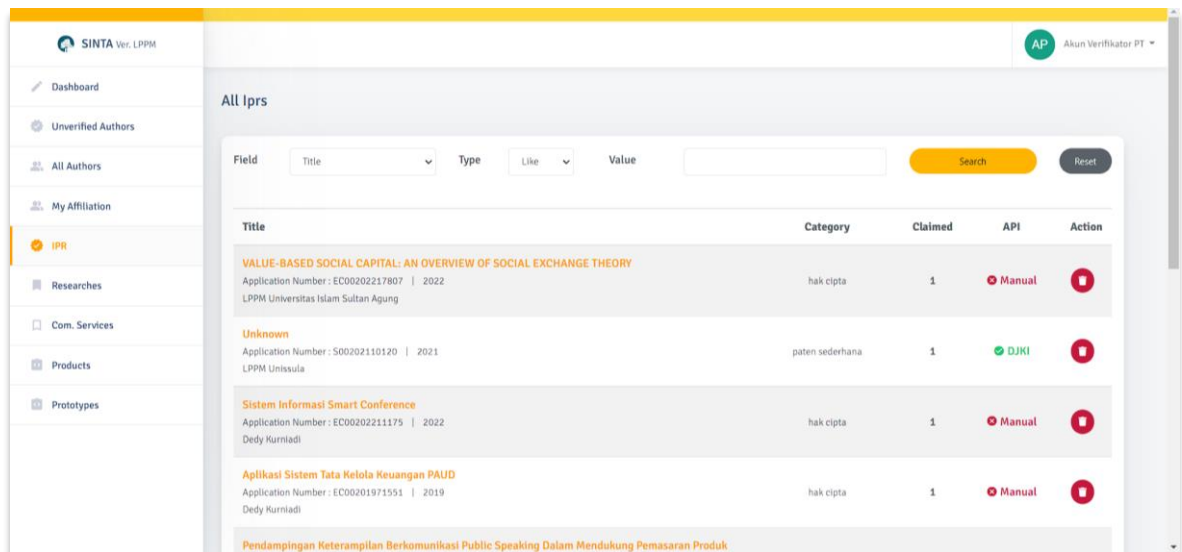 SINTA Ver. LPPM
AP Akun Verifikator PT
Dashboard
Unverified Authors
All Authors
My Affiliation
IPR
Researches
Com. Services
Products
Prototypes
All Iprs
Field Title Type Like Value Search Reset
Title Category Claimed API Action
VALUE-BASED SOCIAL CAPITAL: AN OVERVIEW OF SOCIAL EXCHANGE THEORY
Application Number : EC00202217807 | 2022
LPPM Universitas Islam Sultan Agung
hak cipta 1 Manual
Unknown
Application Number : S00202110120 | 2021
LPPM Unissula
paten sederhana 1 DJKI
Sistem Informasi Smart Conference
Application Number : EC00202211175 | 2022
Dedy Kurniadi
hak cipta 1 Manual
Aplikasi Sistem Tata Kelola Keuangan PAUD
Application Number : EC00201971551 | 2019
Dedy Kurniadi
hak cipta 1 Manual
Pendampingan Keterampilan Berkomunikasi Public Speaking Dalam Mendukung Pemasaran Produk